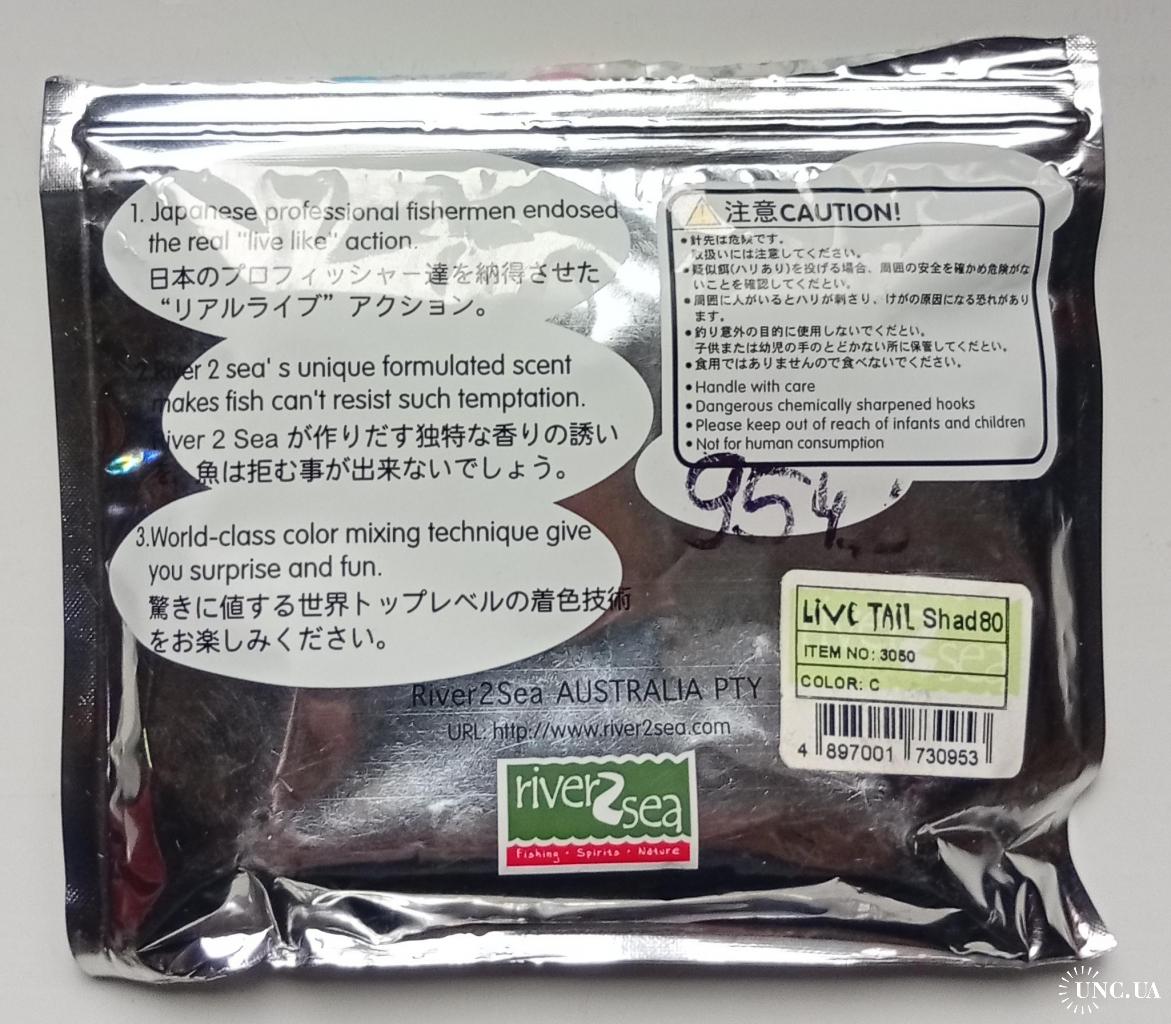 1. Japanese professional fishermen endosed
the real "live like" action.
日本のプロフィッシャー達を納得させた
“リアルライブ” アクション。
2. River 2 sea' s unique formulated scent
makes fish can't resist such temptation.
River 2 Sea が作りだす独特な香りの誘い
を、魚は拒む事が出来ないでしょう。
3.World-class color mixing technique give
you surprise and fun.
驚きに値する世界トップレベルの着色技術
をお楽しみください。
注意CAUTION!
•針先は危険です。
取扱いには注意してください。
•疑似餌(ハリあり)を投げる場合、周囲の安全を確かめ危険がな
いことを確認してくだい。
•周囲に人がいるとハリが刺さり、けがの原因になる恐れがあり
ます。
•釣り意外の目的に使用しないでくだい。
子供または幼児の手のとどかない所に保管してくだい。
•食用ではありませんので食べないでください。
•Handle with care
•Dangerous chemically sharpened hooks
•Please keep out of reach of infants and children
•Not for human consumption
954
LiVE TAiL Shad80
ITEM NO: 3050
COLOR: C
4 897001 730953
River2Sea AUSTRALIA PTY
URL: http://www.river2sea.com
river2sea
Fishing · Spirits · Nature
UNC.UA